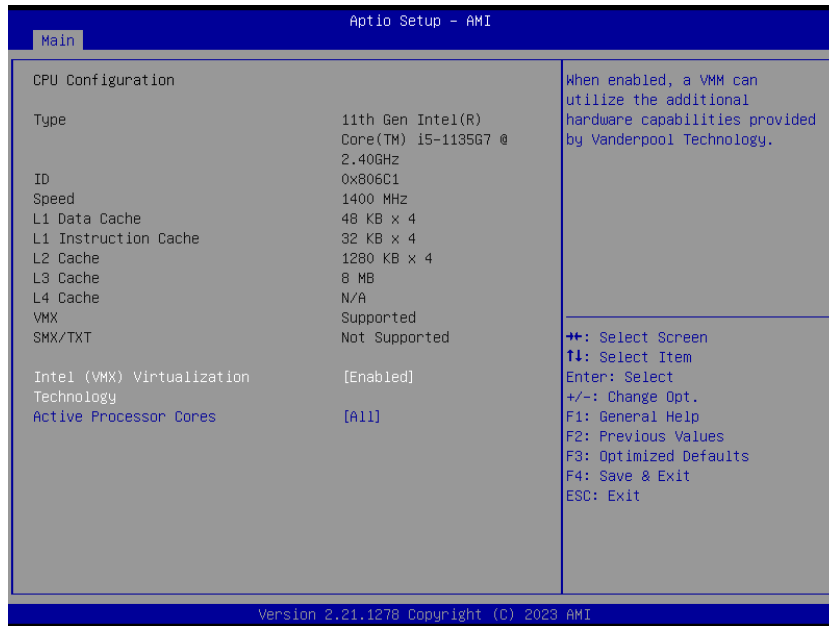 Aptio Setup – AMI
Main
CPU Configuration
Type 11th Gen Intel(R)
Core(TM) i5-1135G7 @
2.40GHz
ID 0x806C1
Speed 1400 MHz
L1 Data Cache 48 KB x 4
L1 Instruction Cache 32 KB x 4
L2 Cache 1280 KB x 4
L3 Cache 8 MB
L4 Cache N/A
VMX Supported
SMX/TXT Not Supported
Intel (VMX) Virtualization [Enabled]
Technology
Active Processor Cores [All]
When enabled, a VMM can
utilize the additional
hardware capabilities provided
by Vanderpool Technology.
→←: Select Screen
↑↓: Select Item
Enter: Select
+/-: Change Opt.
F1: General Help
F2: Previous Values
F3: Optimized Defaults
F4: Save & Exit
ESC: Exit
Version 2.21.1278 Copyright (C) 2023 AMI